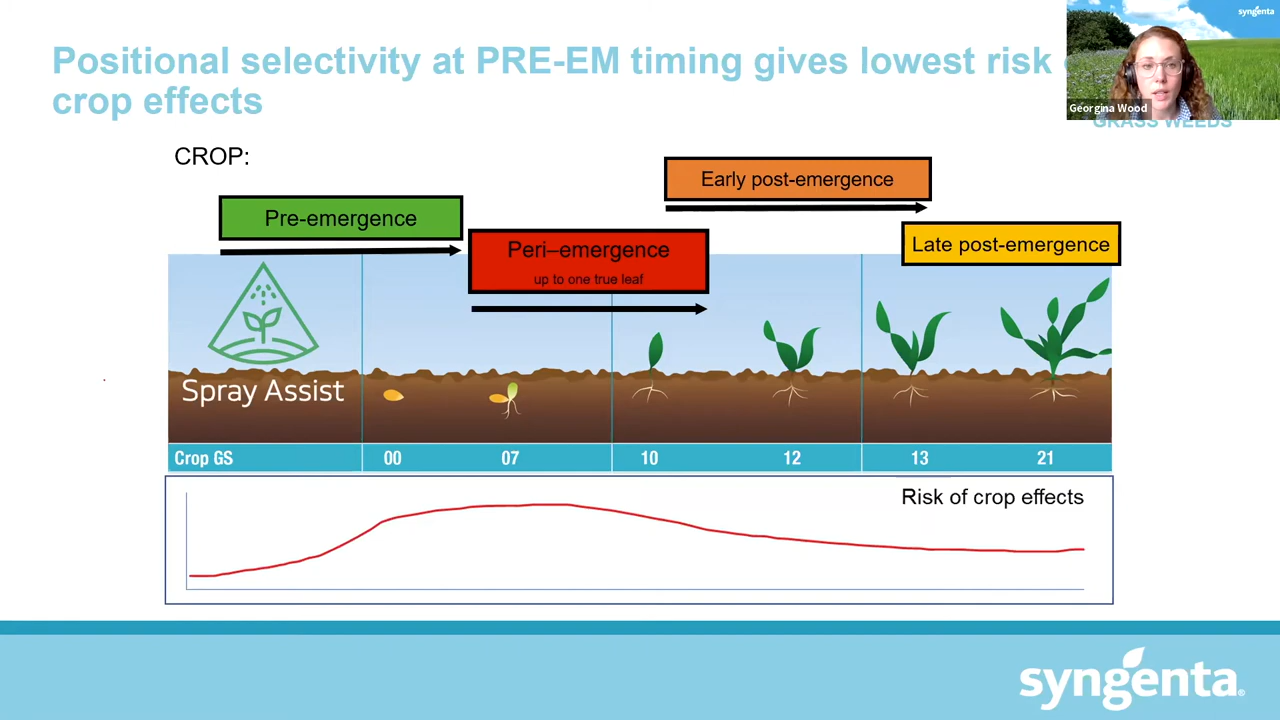 Positional selectivity at PRE-EM timing gives lowest risk
crop effects
syngenta
Georgina Wood
GRASS WEEDS
CROP:
Early post-emergence
Pre-emergence
Peri–emergence
up to one true leaf
Late post-emergence
Spray Assist
Crop GS 00 07 10 12 13 21
Risk of crop effects
syngenta.